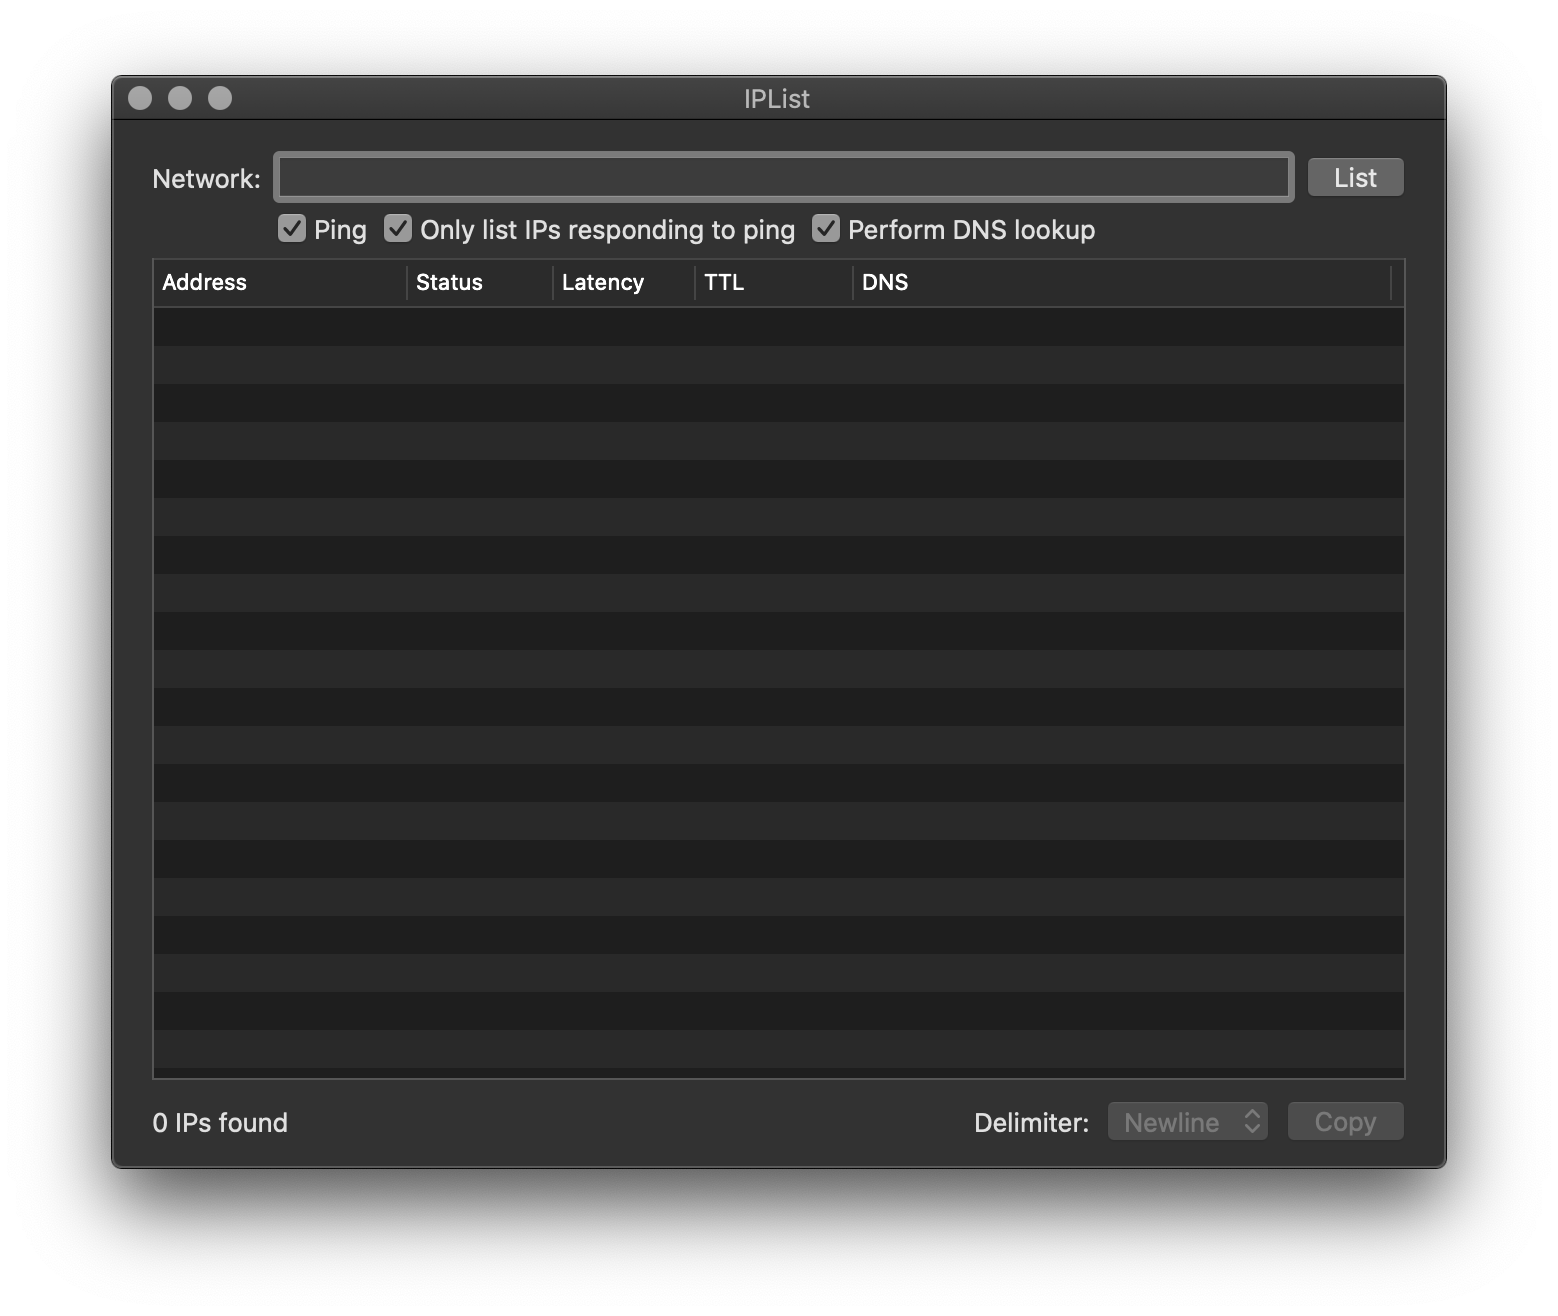 IPList
Network: List
Ping Only list IPs responding to ping Perform DNS lookup
Address Status Latency TTL DNS
0 IPs found Delimiter: Newline Copy